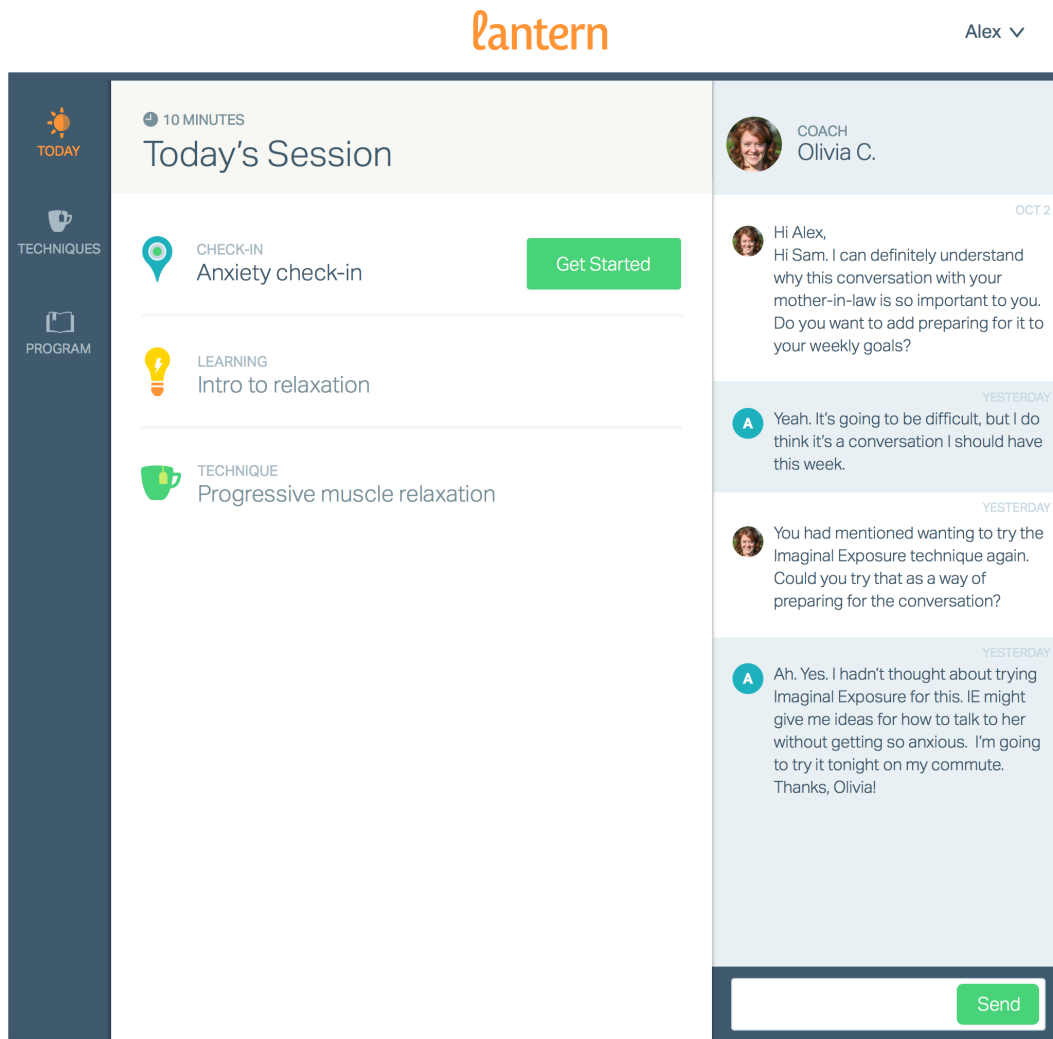 lantern
Alex
TODAY
TECHNIQUES
PROGRAM
10 MINUTES
Today's Session
CHECK-IN
Anxiety check-in
Get Started
LEARNING
Intro to relaxation
TECHNIQUE
Progressive muscle relaxation
COACH
Olivia C.
OCT 2
Hi Alex,
Hi Sam. I can definitely understand
why this conversation with your
mother-in-law is so important to you.
Do you want to add preparing for it to
your weekly goals?
YESTERDAY
A
Yeah. It's going to be difficult, but I do
think it's a conversation I should have
this week.
YESTERDAY
You had mentioned wanting to try the
Imaginal Exposure technique again.
Could you try that as a way of
preparing for the conversation?
YESTERDAY
A
Ah. Yes. I hadn't thought about trying
Imaginal Exposure for this. IE might
give me ideas for how to talk to her
without getting so anxious.  I'm going
to try it tonight on my commute.
Thanks, Olivia!
Send